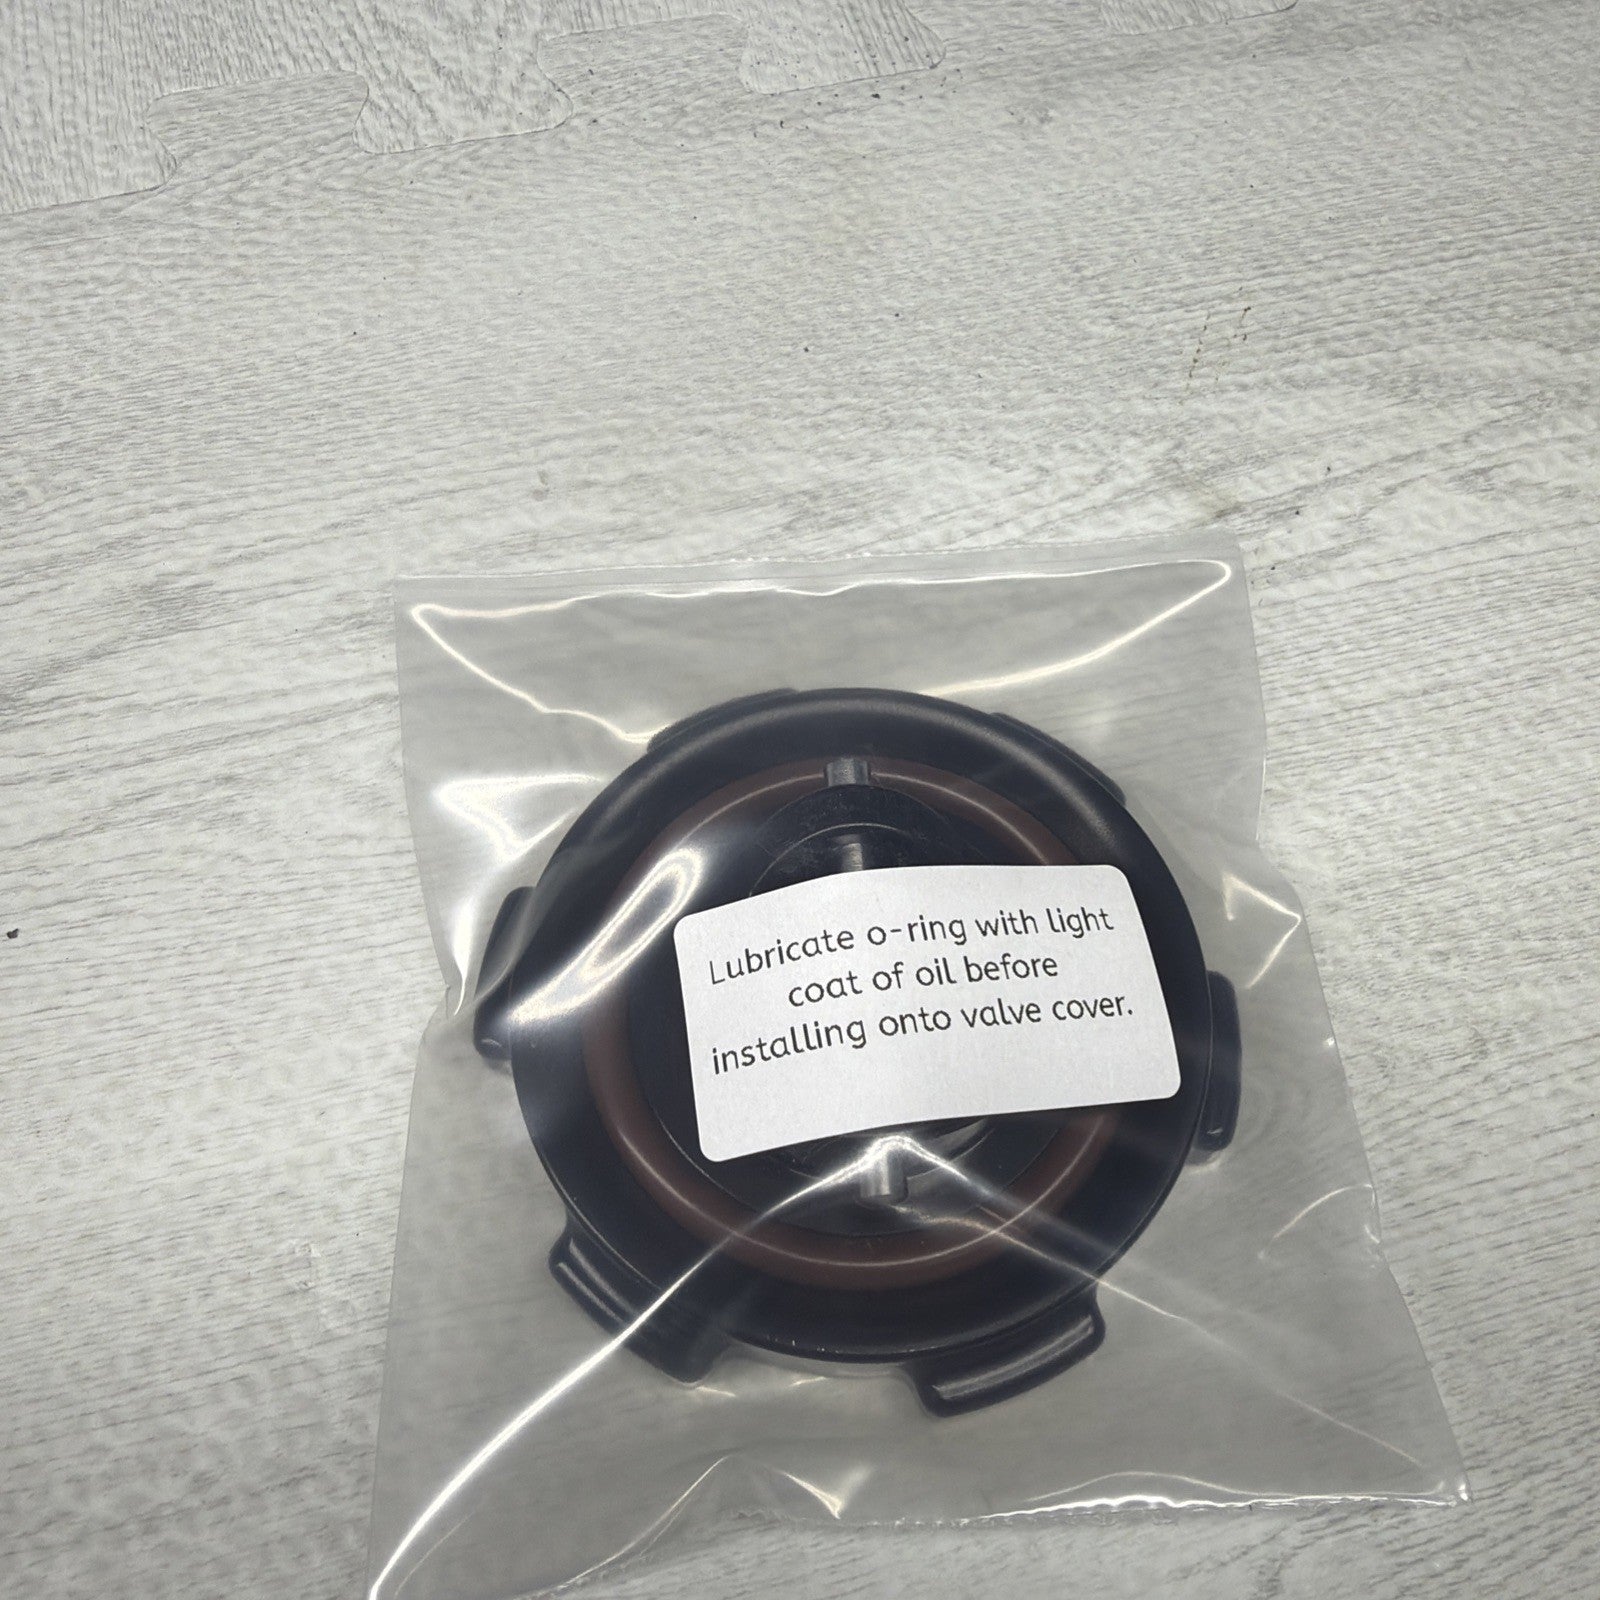 Lubricate o-ring with light
coat of oil before
installing onto valve cover.